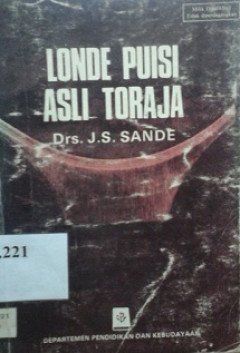 LONDE PUISI
ASLI TORAJA
Drs. J.S. SANDE
.221
DEPARTEMEN PENDIDIKAN DAN KEBUDAYAAN